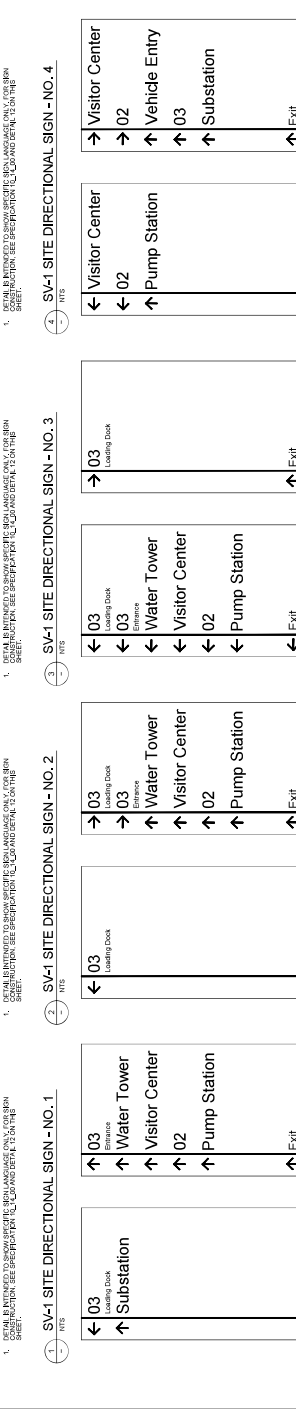 1. DETAIL IS INTENDED TO SHOW SPECIFIC SIGN LANGUAGE ONLY. FOR SIGN
CONSTRUCTION, SEE SPECIFICATION 10_14_00 AND DETAIL 12 ON THIS
SHEET.
1
-
SV-1 SITE DIRECTIONAL SIGN - NO. 1
NTS
03
Loading Dock
Substation
03
Entrance
Water Tower
Visitor Center
02
Pump Station
Exit
1. DETAIL IS INTENDED TO SHOW SPECIFIC SIGN LANGUAGE ONLY. FOR SIGN
CONSTRUCTION, SEE SPECIFICATION 10_14_00 AND DETAIL 12 ON THIS
SHEET.
2
-
SV-1 SITE DIRECTIONAL SIGN - NO. 2
NTS
03
Loading Dock
03
Loading Dock
03
Entrance
Water Tower
Visitor Center
02
Pump Station
Exit
1. DETAIL IS INTENDED TO SHOW SPECIFIC SIGN LANGUAGE ONLY. FOR SIGN
CONSTRUCTION, SEE SPECIFICATION 10_14_00 AND DETAIL 12 ON THIS
SHEET.
3
-
SV-1 SITE DIRECTIONAL SIGN - NO. 3
NTS
03
Loading Dock
03
Entrance
Water Tower
Visitor Center
02
Pump Station
Exit
03
Loading Dock
Exit
1. DETAIL IS INTENDED TO SHOW SPECIFIC SIGN LANGUAGE ONLY. FOR SIGN
CONSTRUCTION, SEE SPECIFICATION 10_14_00 AND DETAIL 12 ON THIS
SHEET.
4
-
SV-1 SITE DIRECTIONAL SIGN - NO. 4
NTS
Visitor Center
02
Pump Station
Visitor Center
02
Vehicle Entry
03
Substation
Exit